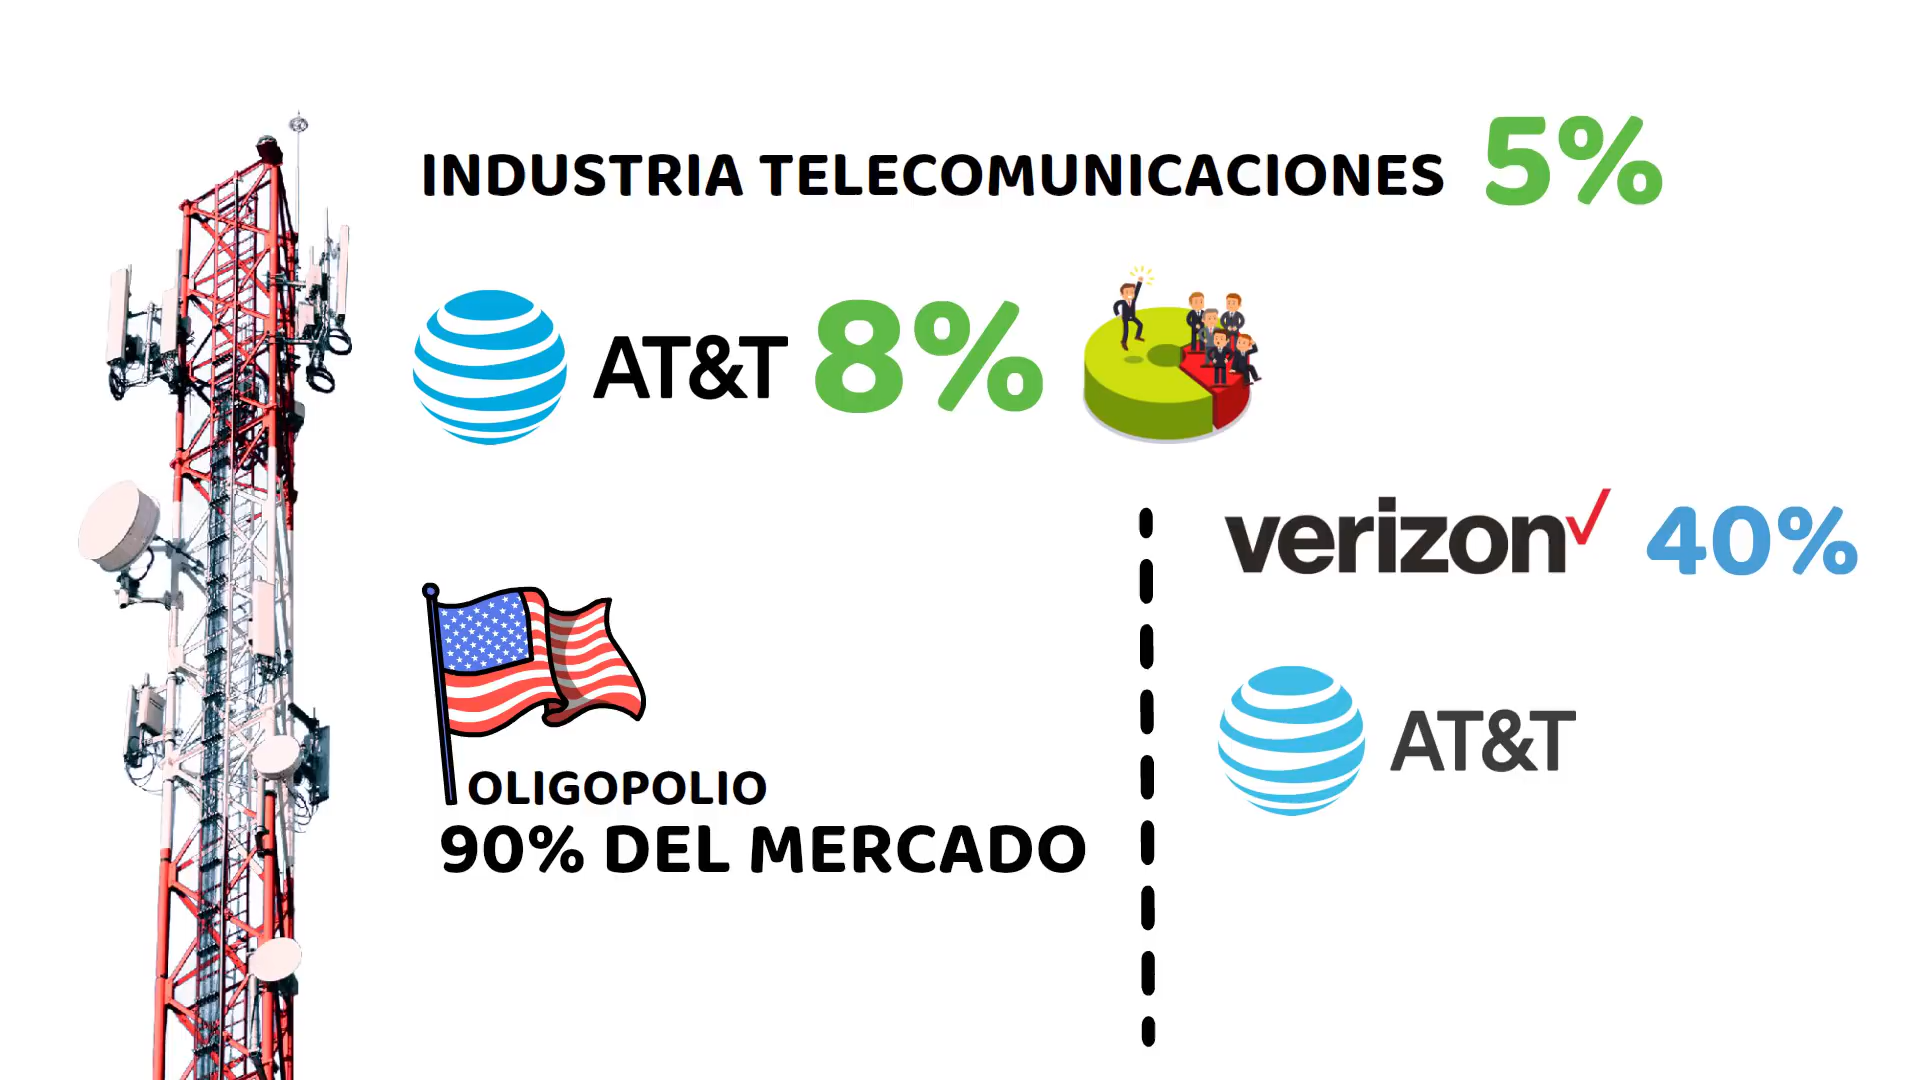 INDUSTRIA TELECOMUNICACIONES 5%
AT&T 8%
OLIGOPOLIO
90% DEL MERCADO
verizon 40%
AT&T